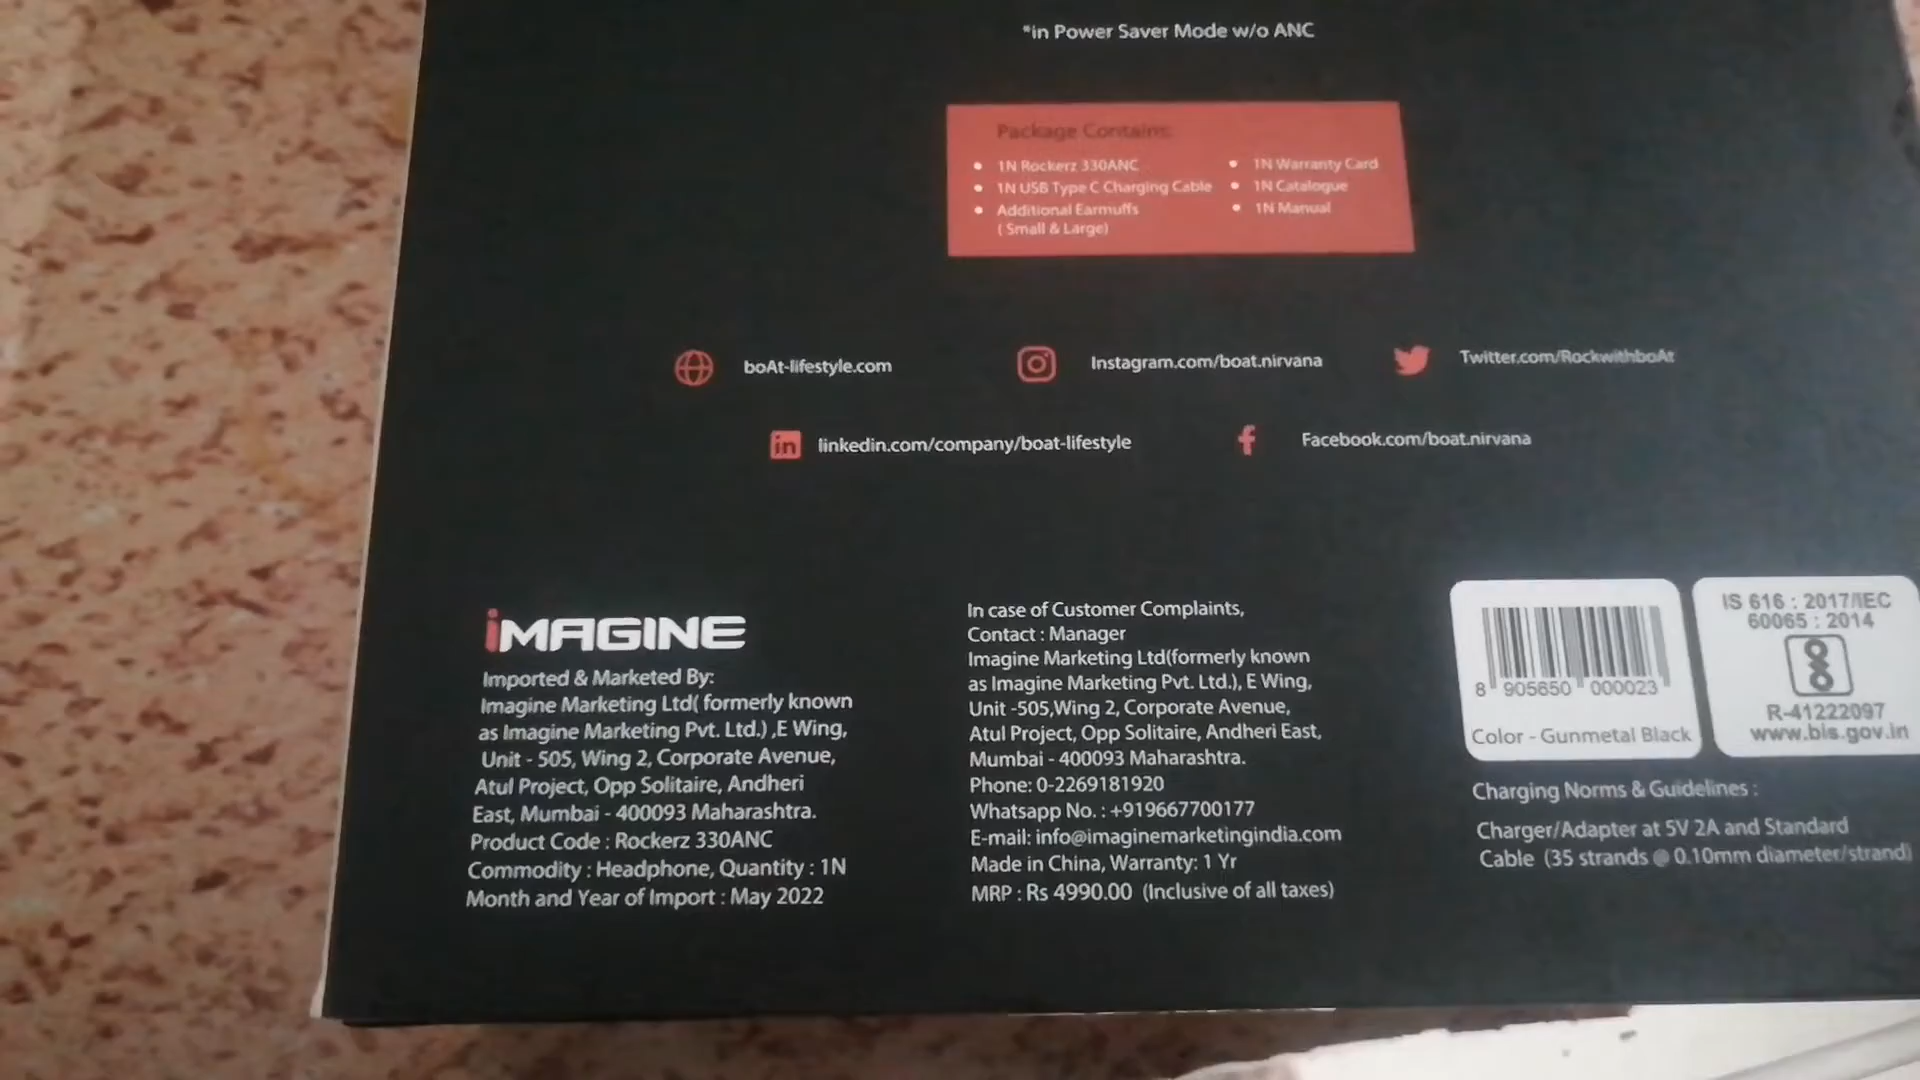 *in Power Saver Mode w/o ANC
Package Contains:
1N Rockerz 330ANC
1N USB Type C Charging Cable
Additional Earmuffs
( Small & Large)
1N Warranty Card
1N Catalogue
1N Manual
boAt-lifestyle.com
Instagram.com/boat.nirvana
Twitter.com/RockwithboAt
linkedin.com/company/boat-lifestyle
Facebook.com/boat.nirvana
iMAGINE
Imported & Marketed By:
Imagine Marketing Ltd( formerly known
as Imagine Marketing Pvt. Ltd.) ,E Wing,
Unit - 505, Wing 2, Corporate Avenue,
Atul Project, Opp Solitaire, Andheri
East, Mumbai - 400093 Maharashtra.
Product Code : Rockerz 330ANC
Commodity : Headphone, Quantity : 1N
Month and Year of Import : May 2022
In case of Customer Complaints,
Contact : Manager
Imagine Marketing Ltd(formerly known
as Imagine Marketing Pvt. Ltd.), E Wing,
Unit -505,Wing 2, Corporate Avenue,
Atul Project, Opp Solitaire, Andheri East,
Mumbai - 400093 Maharashtra.
Phone: 0-2269181920
Whatsapp No. : +919667700177
E-mail: info@imaginemarketingindia.com
Made in China, Warranty: 1 Yr
MRP : Rs 4990.00 (Inclusive of all taxes)
8 905650 000023
Color - Gunmetal Black
IS 616 : 2017/IEC
60065 : 2014
R-41222097
www.bis.gov.in
Charging Norms & Guidelines :
Charger/Adapter at 5V 2A and Standard
Cable (35 strands @ 0.10mm diameter/strand)